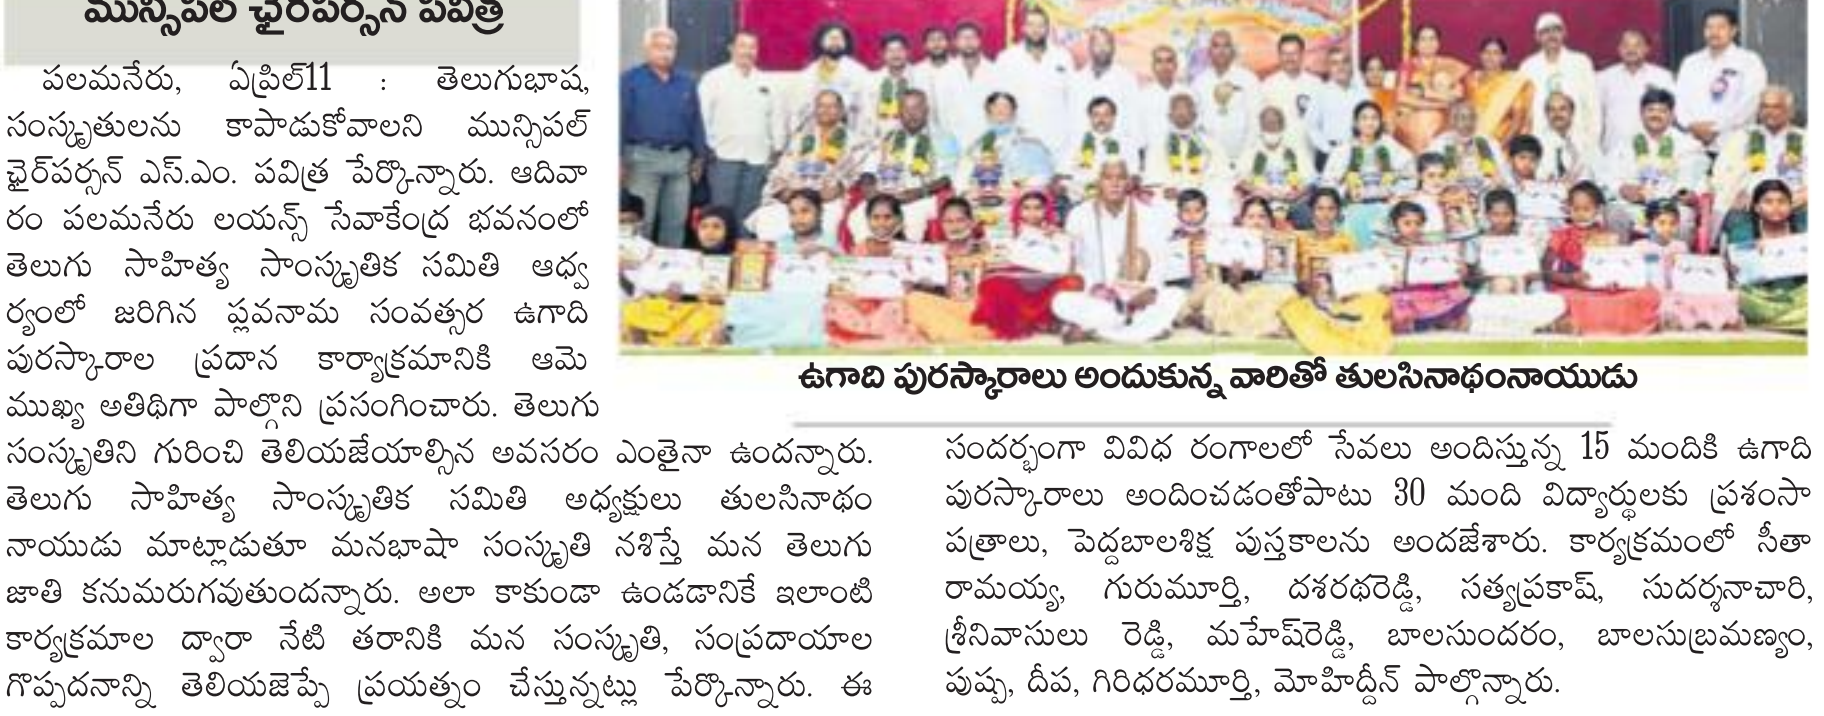 మున్సిపల్ ఛైర్‌పర్సన్ పవిత్ర
పలమనేరు, ఏప్రిల్11 : తెలుగుభాష,
సంస్కృతులను కాపాడుకోవాలని మున్సిపల్
ఛైర్‌పర్సన్ ఎస్.ఎం. పవిత్ర పేర్కొన్నారు. ఆదివా
రం పలమనేరు లయన్స్ సేవాకేంద్ర భవనంలో
తెలుగు సాహిత్య సాంస్కృతిక సమితి ఆధ్వ
ర్యంలో జరిగిన ప్లవనామ సంవత్సర ఉగాది
పురస్కారాల ప్రదాన కార్యాక్రమానికి ఆమె
ముఖ్య అతిథిగా పాల్గొని ప్రసంగించారు. తెలుగు
సంస్కృతిని గురించి తెలియజేయాల్సిన అవసరం ఎంతైనా ఉందన్నారు.
తెలుగు సాహిత్య సాంస్కృతిక సమితి అధ్యక్షులు తులసినాథం
నాయుడు మాట్లాడుతూ మనభాషా సంస్కృతి నశిస్తే మన తెలుగు
జాతి కనుమరుగవుతుందన్నారు. అలా కాకుండా ఉండడానికే ఇలాంటి
కార్యక్రమాల ద్వారా నేటి తరానికి మన సంస్కృతి, సంప్రదాయాల
గొప్పదనాన్ని తెలియజెప్పే ప్రయత్నం చేస్తున్నట్లు పేర్కొన్నారు. ఈ
ఉగాది పురస్కారాలు అందుకున్న వారితో తులసినాథంనాయుడు
సందర్భంగా వివిధ రంగాలలో సేవలు అందిస్తున్న 15 మందికి ఉగాది
పురస్కారాలు అందించడంతోపాటు 30 మంది విద్యార్థులకు ప్రశంసా
పత్రాలు, పెద్దబాలశిక్ష పుస్తకాలను అందజేశారు. కార్యక్రమంలో సీతా
రామయ్య, గురుమూర్తి, దశరథరెడ్డి, సత్యప్రకాష్, సుదర్శనాచారి,
శ్రీనివాసులు రెడ్డి, మహేష్‌రెడ్డి, బాలసుందరం, బాలసుబ్రమణ్యం,
పుష్ప, దీప, గిరిధరమూర్తి, మోహిద్దీన్ పాల్గొన్నారు.